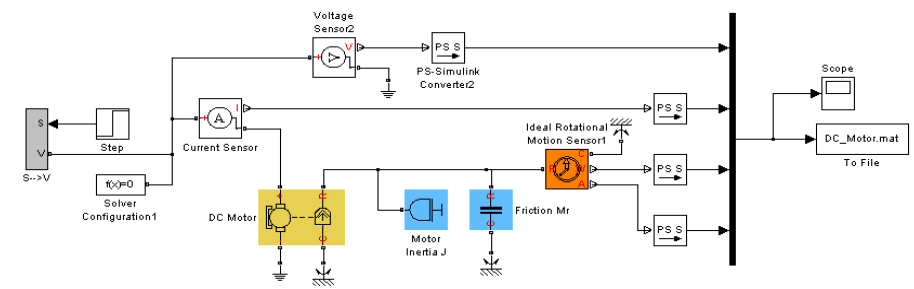 Voltage
Sensor2
V
PS S
PS-Simulink
Converter2
Scope
S
Step
V
S-->V
I
A
Current Sensor
PS S
Ideal Rotational
Motion Sensor1
C
R
W
A
PS S
DC_Motor.mat
To File
f(x)=0
Solver
Configuration1
DC Motor
Motor
Inertia J
Friction Mr
PS S